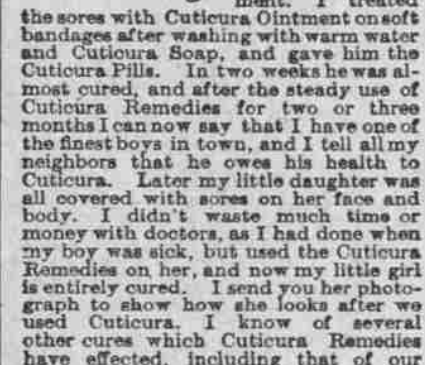 ment. I treated
the sores with Cuticura Ointment on soft
bandages after washing with warm water
and Cuticura Soap, and gave him the
Cuticura Pills. In two weeks he was al-
most cured, and after the steady use of
Cuticura Remedies for two or three
months I can now say that I have one of
the finest boys in town, and I tell all my
neighbors that he owes his health to
Cuticura. Later my little daughter was
all covered with sores on her face and
body. I didn't waste much time or
money with doctors, as I had done when
my boy was sick, but used the Cuticura
Remedies on her, and now my little girl
is entirely cured. I send you her photo-
graph to show how she looks after we
used Cuticura. I know of several
other cures which Cuticura Remedies
have effected, including that of our